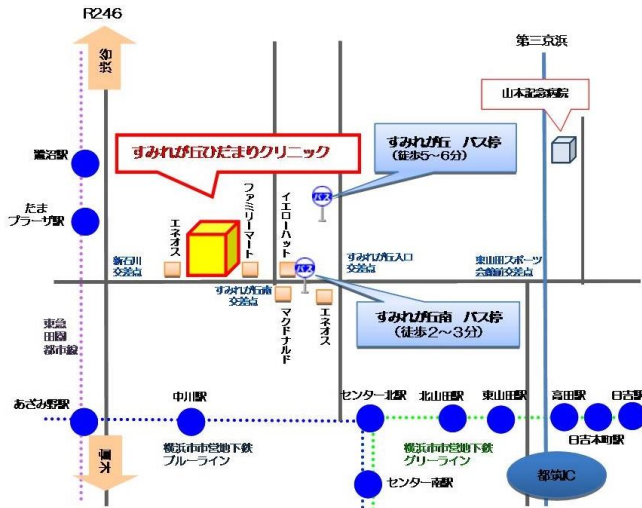 R246
渋谷
第三京浜
山本記念病院
すみれが丘ひだまりクリニック
すみれが丘 バス停
(徒歩5~6分)
鷺沼駅
たま
プラーザ駅
エネオス
ファミリーマート
イエローハット
バス
バス
新石川
交差点
すみれが丘南
交差点
すみれが丘入口
交差点
東山田スポーツ
会館前交差点
マクドナルド
エネオス
すみれが丘南 バス停
(徒歩2~3分)
東急
田園
都市線
あざみ野駅
中川駅
センター北駅
北山田駅
東山田駅
高田駅
日吉駅
日吉本町駅
横浜市市営地下鉄
ブルーライン
横浜市市営地下鉄
グリーライン
厚木
センター南駅
都筑IC